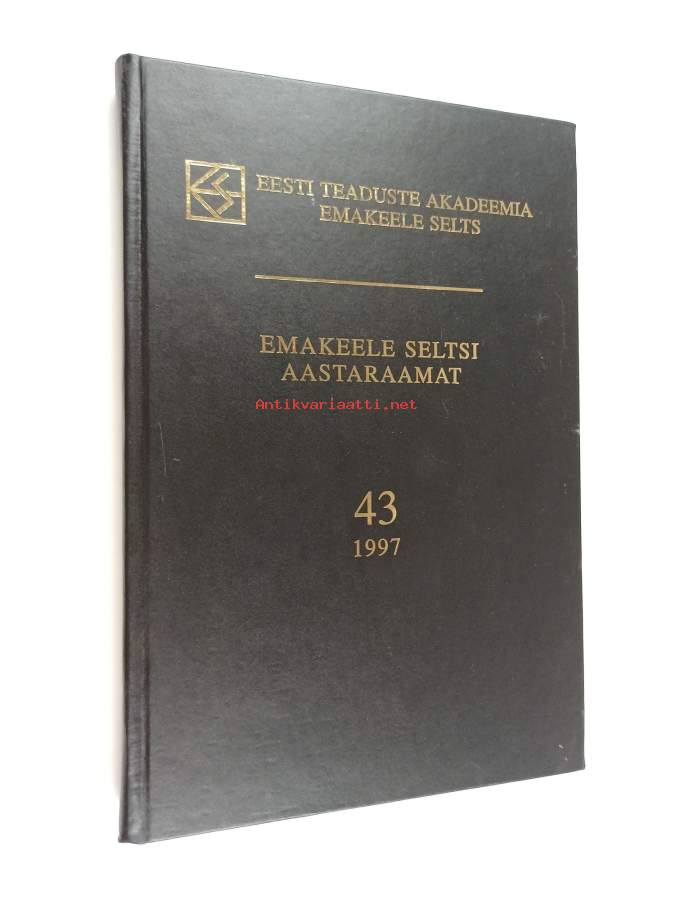 EESTI TEADUSTE AKADEEMIA
EMAKEELE SELTS
EMAKEELE SELTSI
AASTARAAMAT
Antikvariaatti.net
43
1997